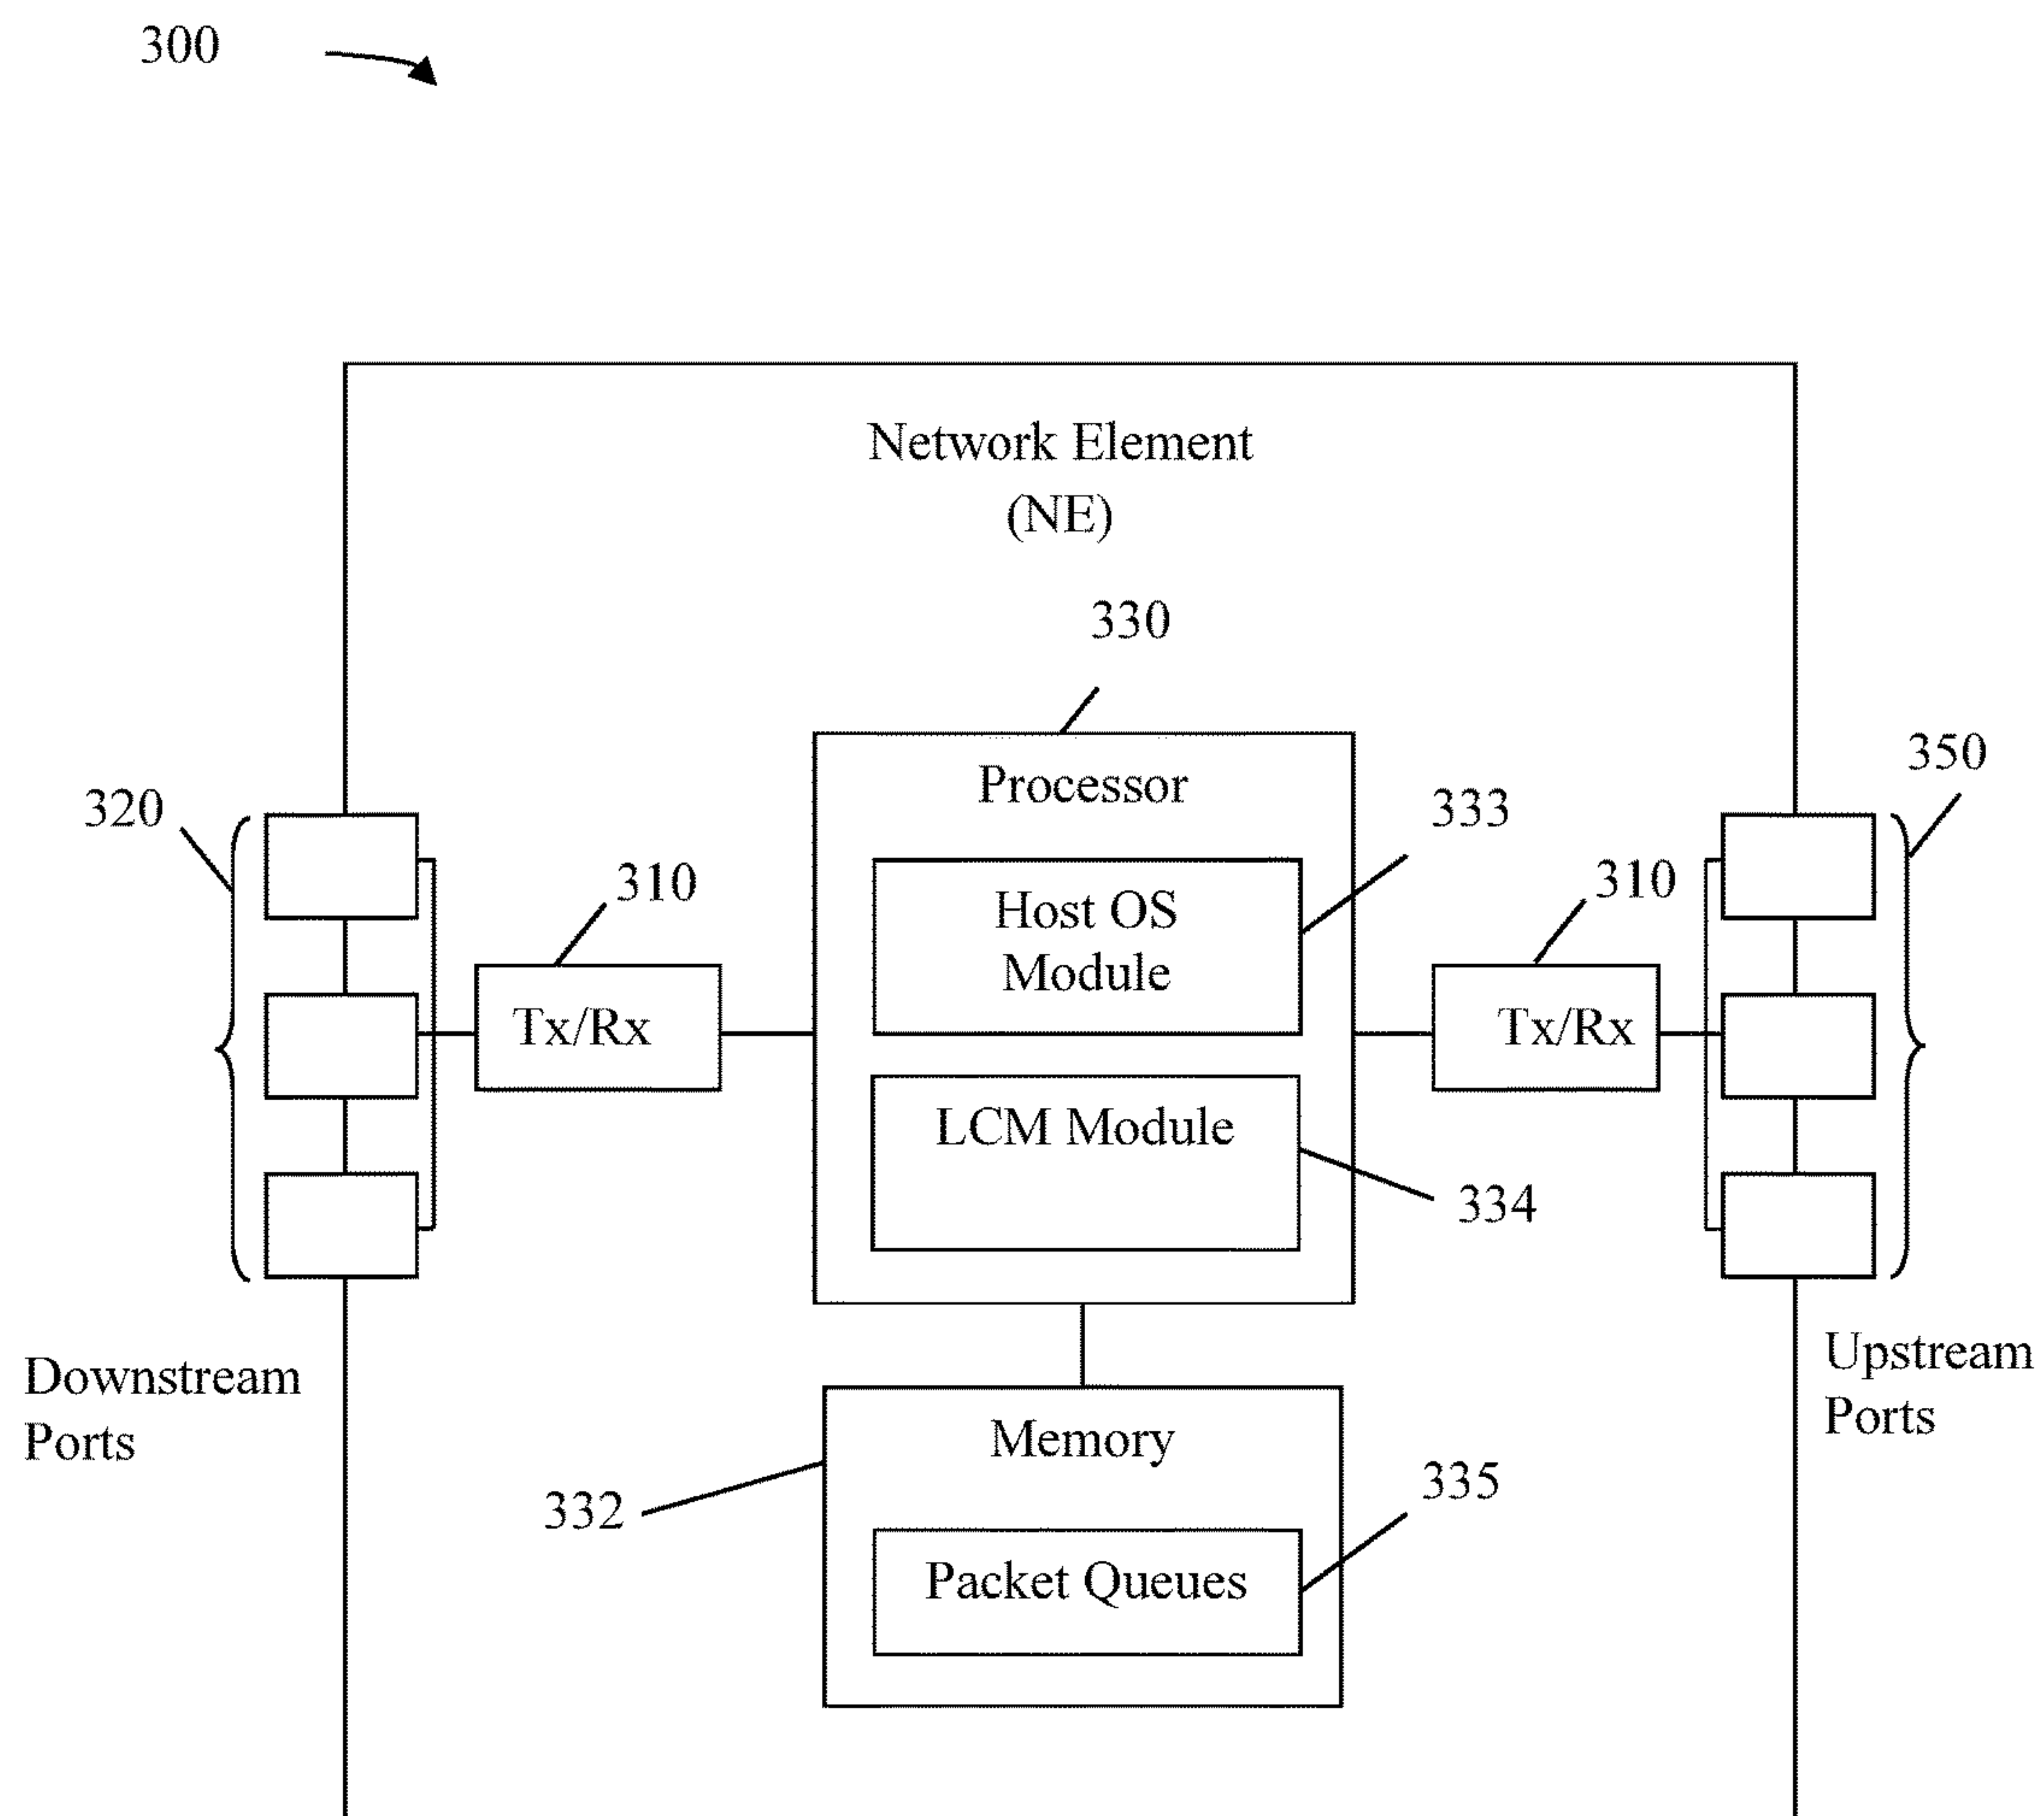 300
Network Element
(NE)
330
Processor
350
320
333
310
310
Host OS
Module
Tx/Rx
Tx/Rx
LCM Module
334
Downstream
Ports
Upstream
Ports
Memory
332
335
Packet Queues